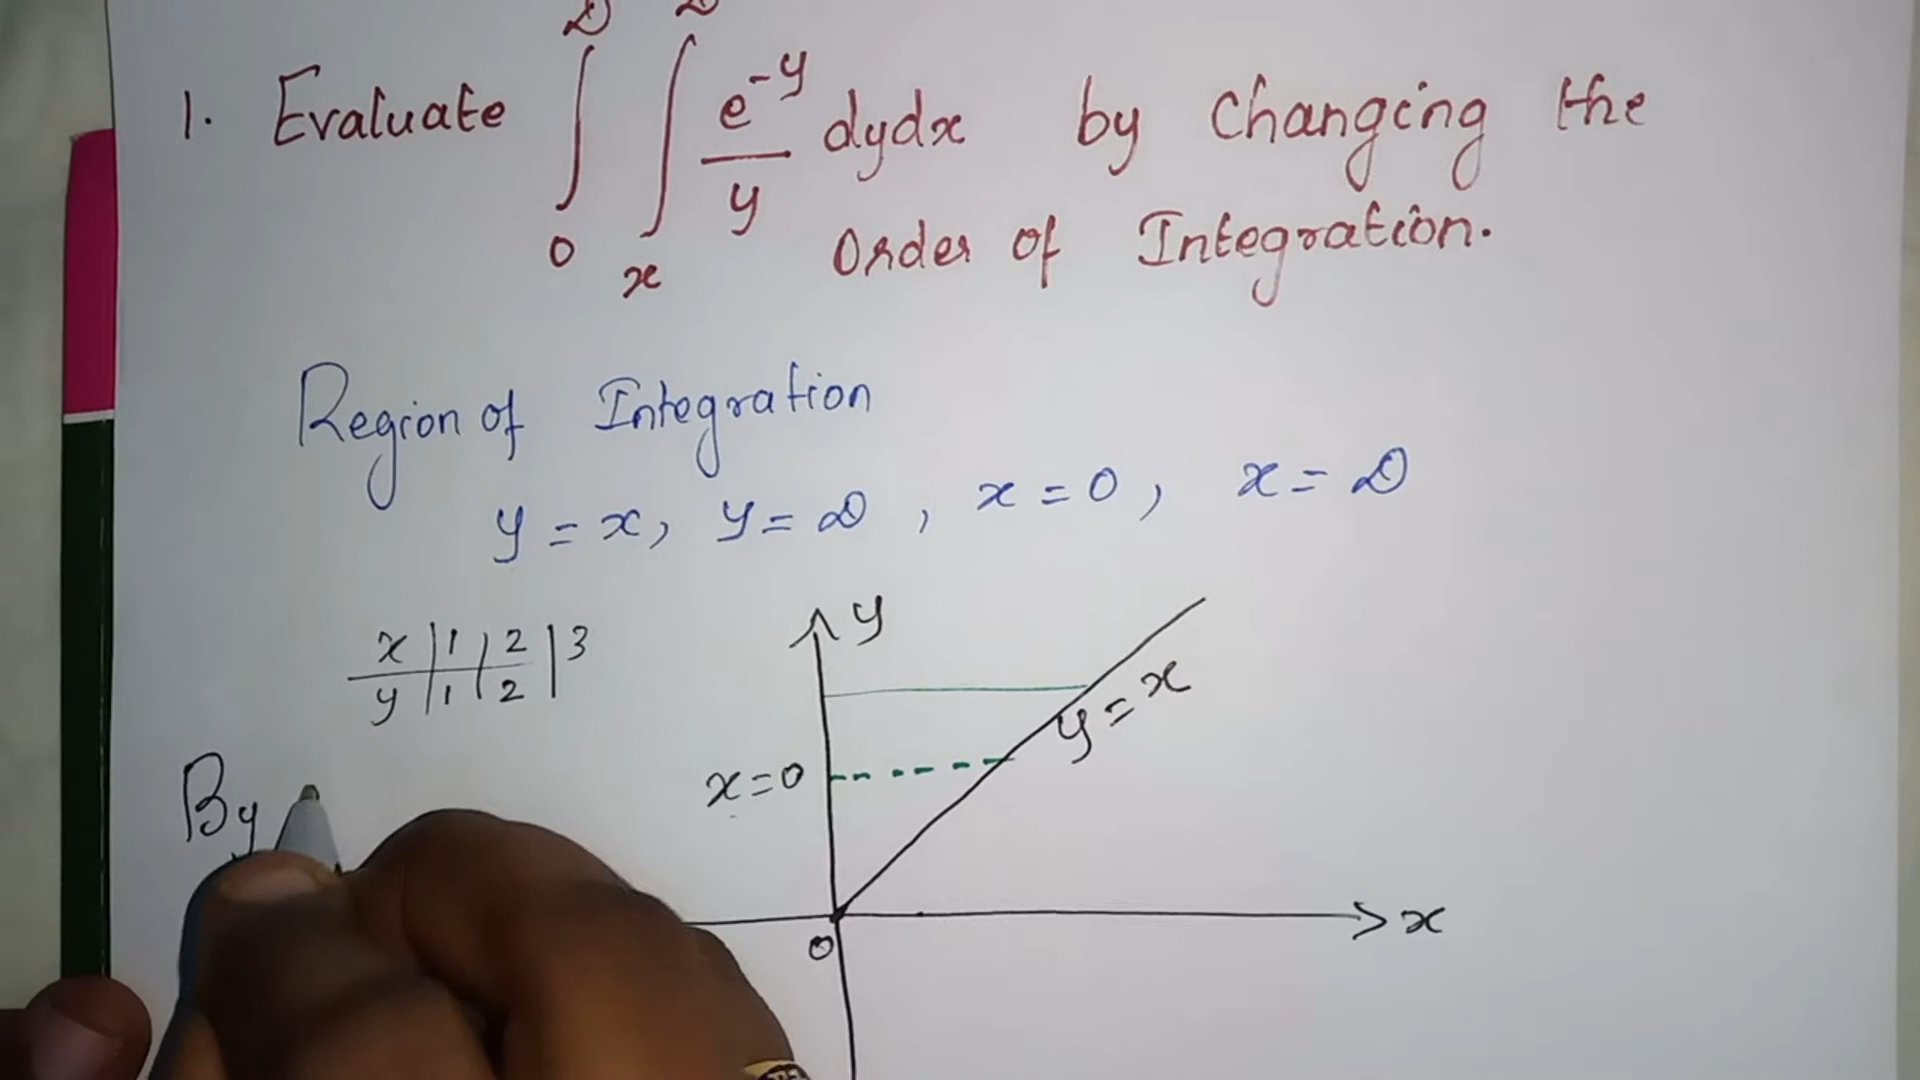 ∞ ∞
1. Evaluate ∫ ∫ e^-y / y dydx by Changing the
0 x Order of Integration.
Region of Integration
y = x, y = ∞, x = 0, x = ∞
y
x | 1 | 2 | 3
y | 1 | 2 |
y = x
x=0
By
x
0